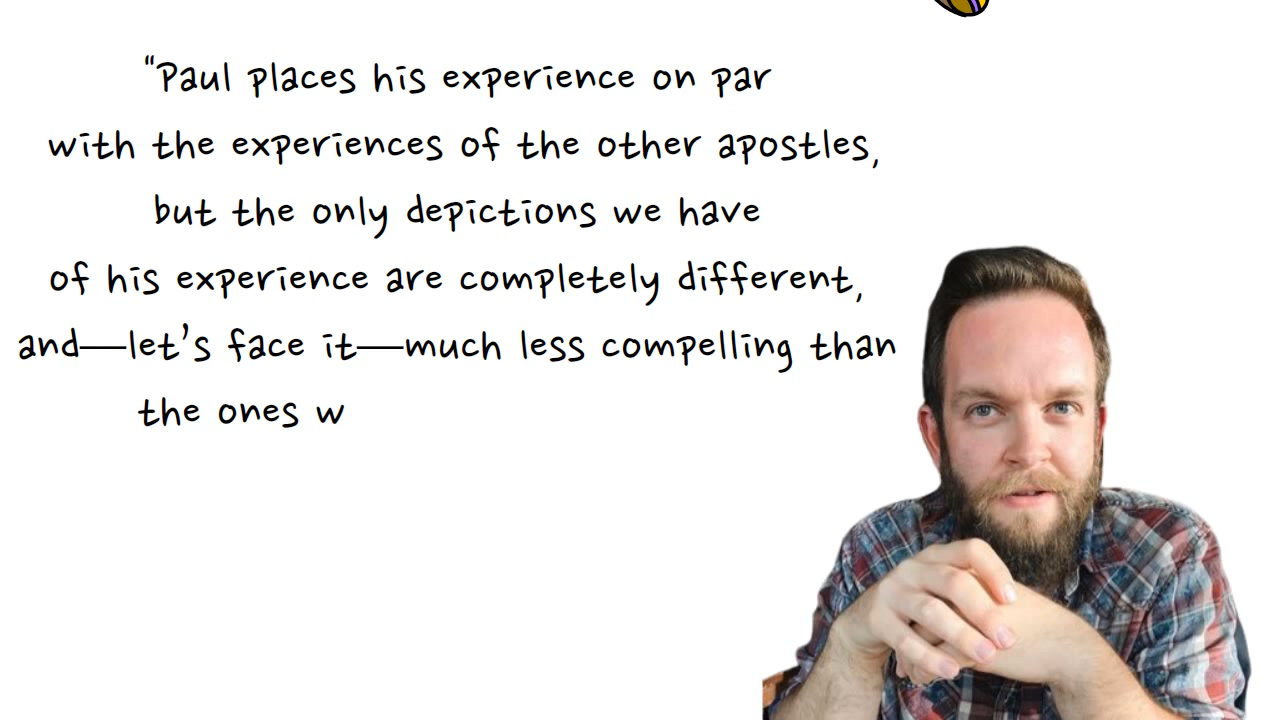 “Paul places his experience on par
with the experiences of the other apostles,
but the only depictions we have
of his experience are completely different,
and—let’s face it—much less compelling than
the ones w